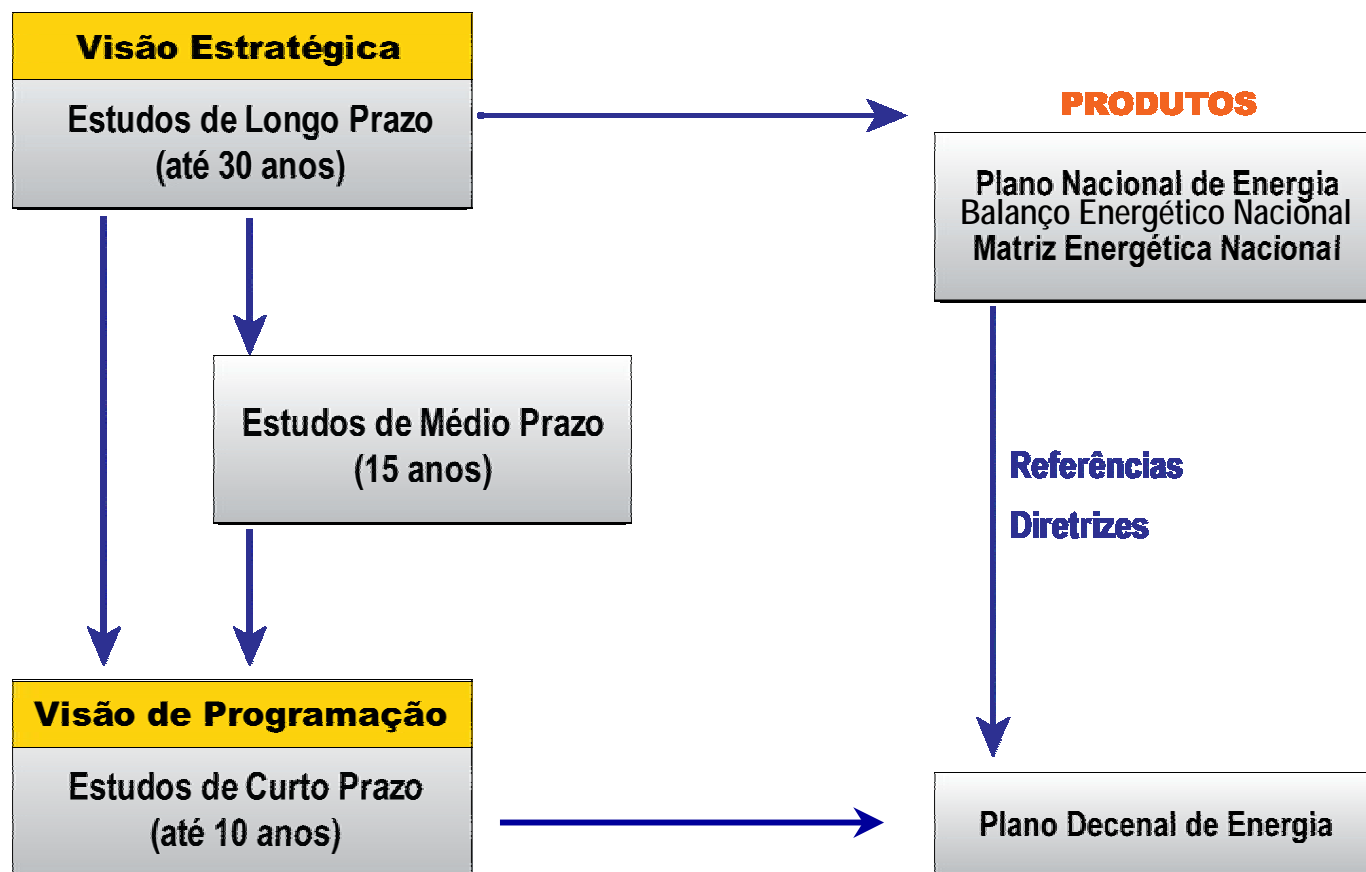 Visão Estratégica
Estudos de Longo Prazo
(até 30 anos)
PRODUTOS
Plano Nacional de Energia
Balanço Energético Nacional
Matriz Energética Nacional
Estudos de Médio Prazo
(15 anos)
Referências
Diretrizes
Visão de Programação
Estudos de Curto Prazo
(até 10 anos)
Plano Decenal de Energia